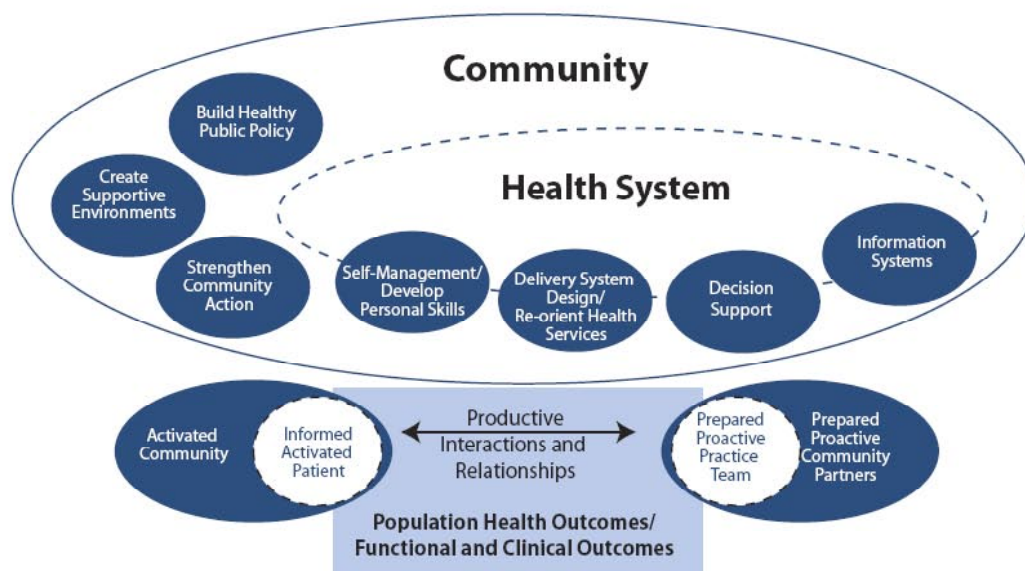 Community
Build Healthy
Public Policy
Create
Supportive
Environments
Strengthen
Community
Action
Health System
Self-Management/
Develop
Personal Skills
Delivery System
Design/
Re-orient Health
Services
Decision
Support
Information
Systems
Activated
Community
Informed
Activated
Patient
Productive
Interactions and
Relationships
Prepared
Proactive
Practice
Team
Prepared
Proactive
Community
Partners
Population Health Outcomes/
Functional and Clinical Outcomes